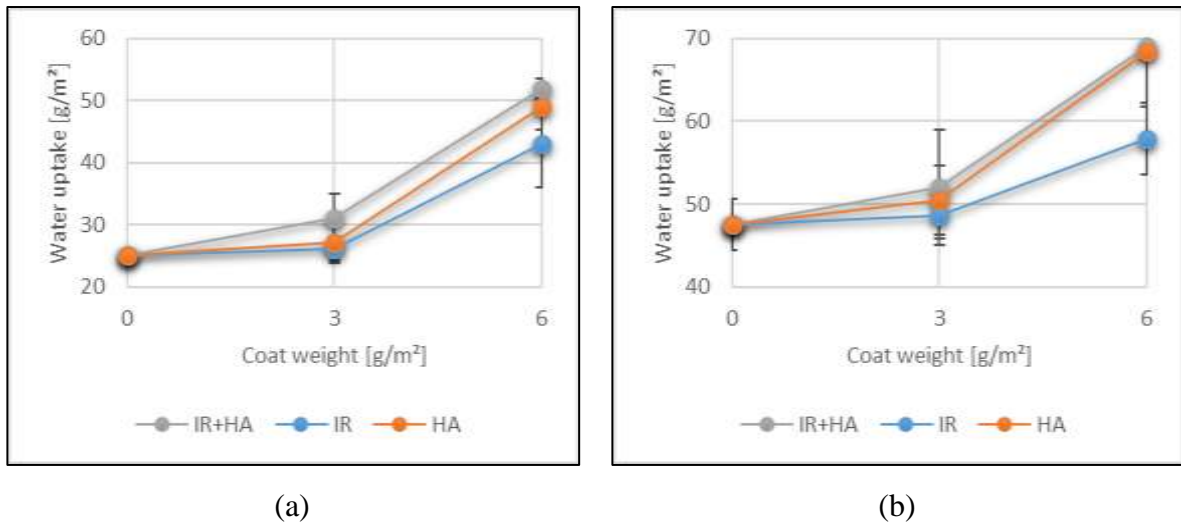 60
50
40
30
20
Water uptake [g/m²]
0 3 6
Coat weight [g/m²]
IR+HA IR HA
(a)
70
60
50
40
Water uptake [g/m²]
0 3 6
Coat weight [g/m²]
IR+HA IR HA
(b)